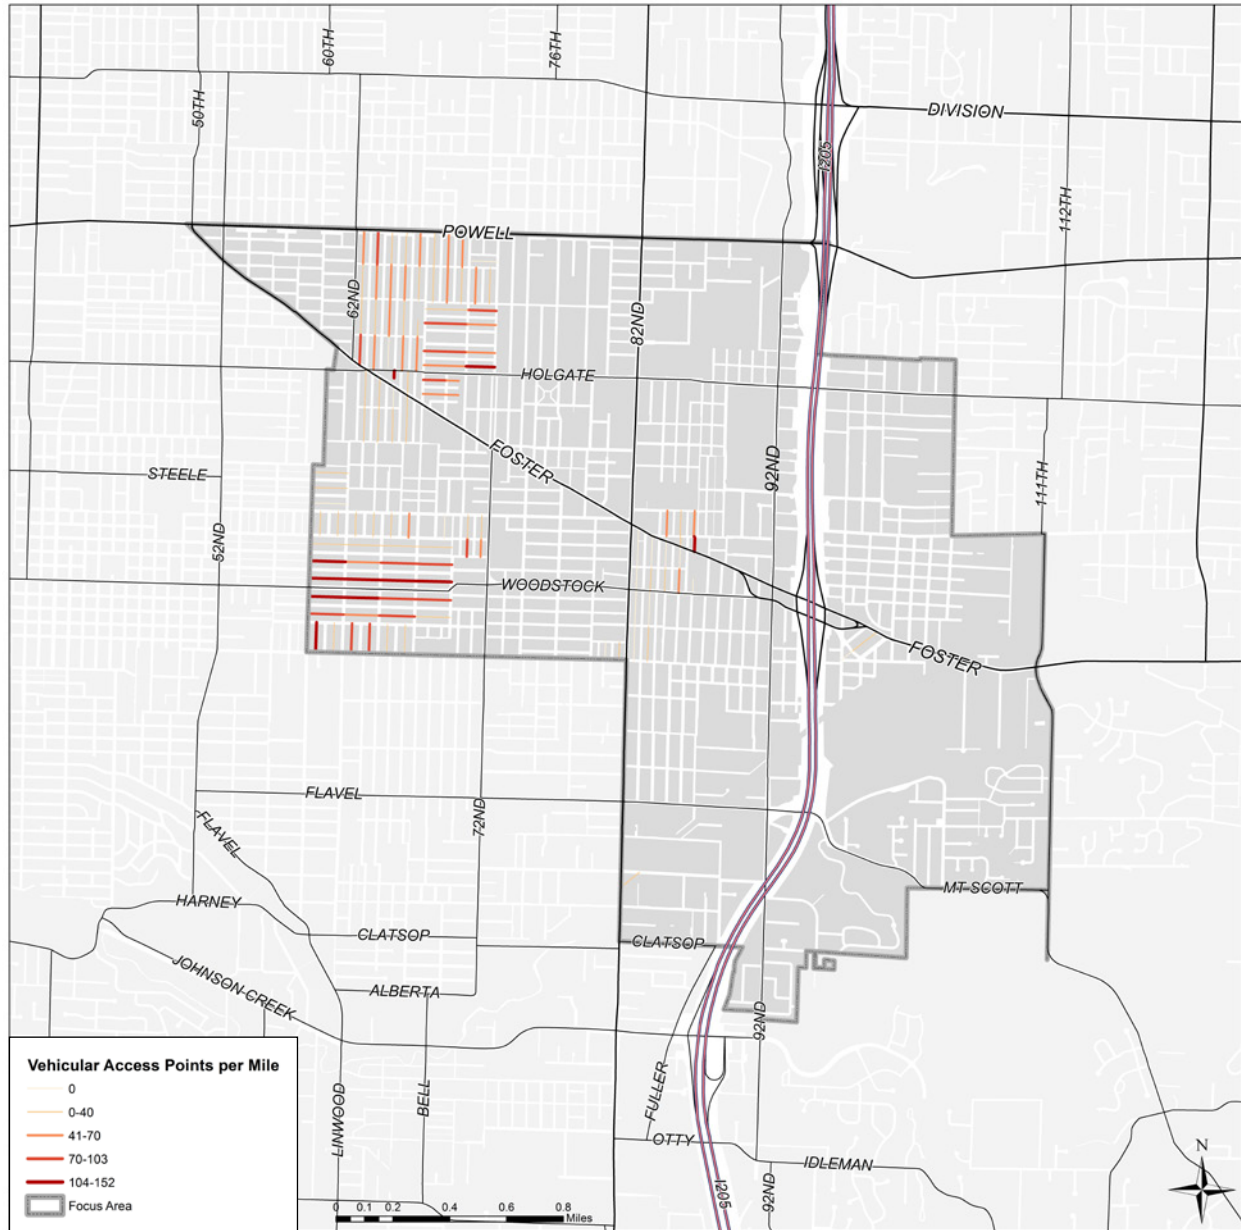 60TH
76TH
50TH
DIVISION
I205
112TH
POWELL
62ND
82ND
HOLGATE
FOSTER
92ND
STEELE
111TH
52ND
WOODSTOCK
FOSTER
FLAVEL
72ND
FLAVEL
MT SCOTT
HARNEY
CLATSOP
CLATSOP
JOHNSON CREEK
ALBERTA
92ND
Vehicular Access Points per Mile
0
0-40
41-70
70-103
104-152
Focus Area
LINWOOD
BELL
FULLER
OTTY
IDLEMAN
92ND
I205
N
0 0.1 0.2 0.4 0.6 0.8
Miles